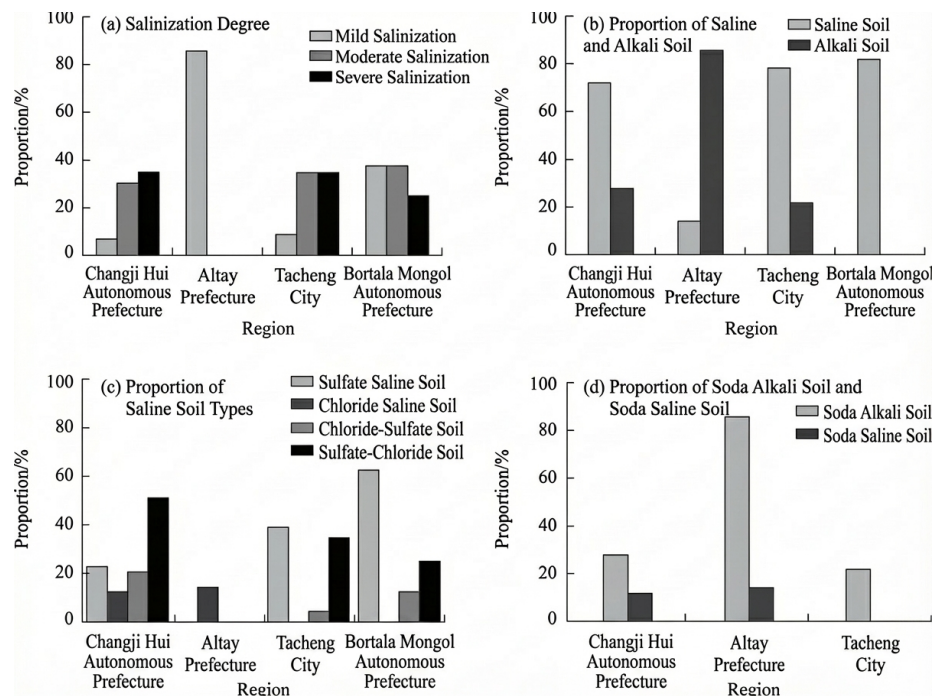 100
(a) Salinization Degree
Mild Salinization
Moderate Salinization
Severe Salinization
80
60
40
20
0
Proportion/%
Changji Hui
Autonomous
Prefecture
Altay
Prefecture
Tacheng
City
Bortala Mongol
Autonomous
Prefecture
Region
100
(b) Proportion of Saline
and Alkali Soil
Saline Soil
Alkali Soil
80
60
40
20
0
Proportion/%
Changji Hui
Autonomous
Prefecture
Altay
Prefecture
Tacheng
City
Bortala Mongol
Autonomous
Prefecture
Region
100
(c) Proportion of
Saline Soil Types
Sulfate Saline Soil
Chloride Saline Soil
Chloride-Sulfate Soil
Sulfate-Chloride Soil
80
60
40
20
0
Proportion/%
Changji Hui
Autonomous
Prefecture
Altay
Prefecture
Tacheng
City
Bortala Mongol
Autonomous
Prefecture
Region
100
(d) Proportion of Soda Alkali Soil and
Soda Saline Soil
Soda Alkali Soil
Soda Saline Soil
80
60
40
20
0
Proportion/%
Changji Hui
Autonomous
Prefecture
Altay
Prefecture
Tacheng
City
Region